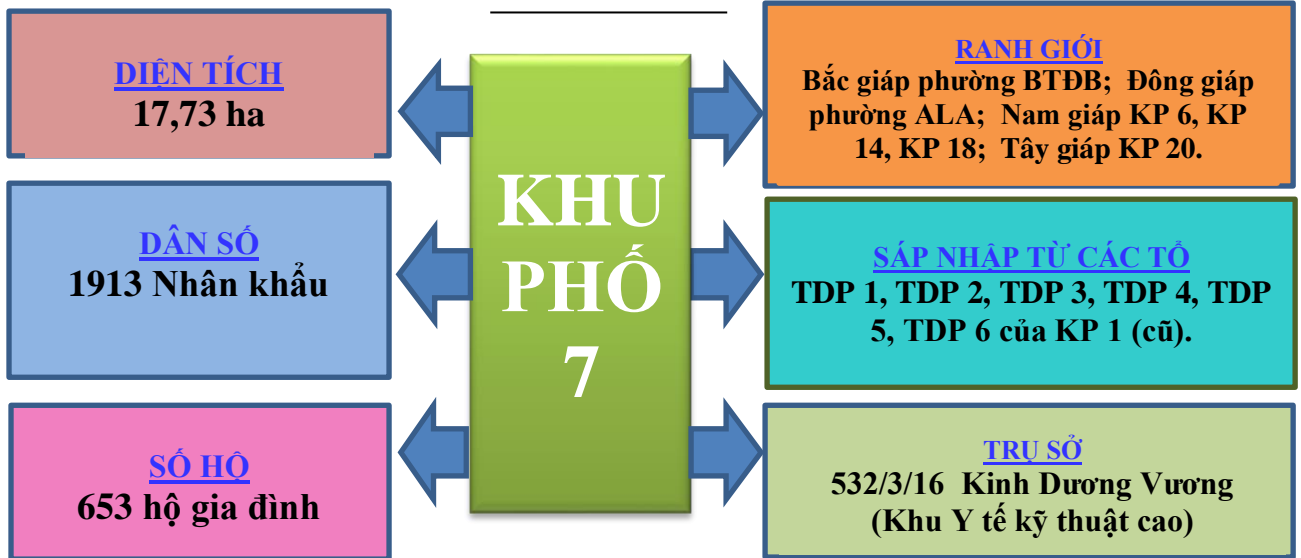 DIỆN TÍCH
17,73 ha
DÂN SỐ
1913 Nhân khẩu
SỐ HỘ
653 hộ gia đình
KHU
PHỐ
7
RANH GIỚI
Bắc giáp phường BTĐB; Đông giáp
phường ALA; Nam giáp KP 6, KP
14, KP 18; Tây giáp KP 20.
SÁP NHẬP TỪ CÁC TỔ
TDP 1, TDP 2, TDP 3, TDP 4, TDP
5, TDP 6 của KP 1 (cũ).
TRỤ SỞ
532/3/16 Kinh Dương Vương
(Khu Y tế kỹ thuật cao)